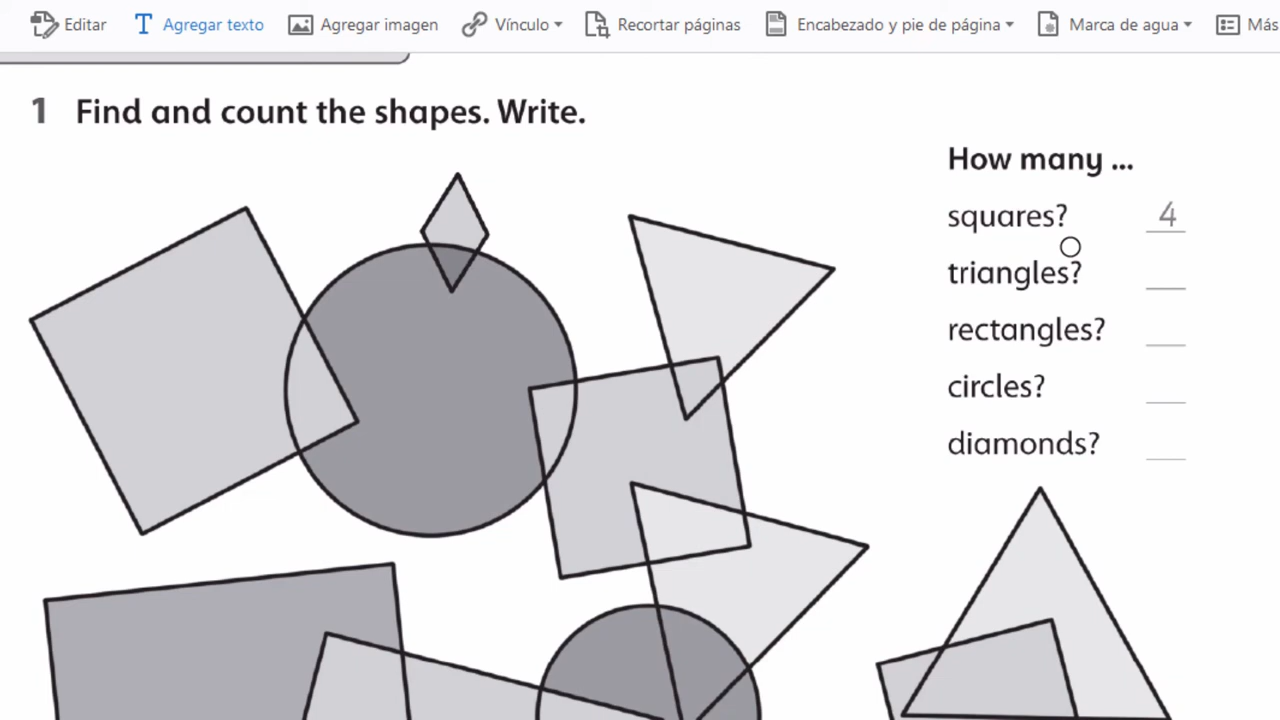 Editar Agregar texto Agregar imagen Vínculo Recortar páginas Encabezado y pie de página Marca de agua Más
1 Find and count the shapes. Write.
How many ...
squares? 4
triangles?
rectangles?
circles?
diamonds?